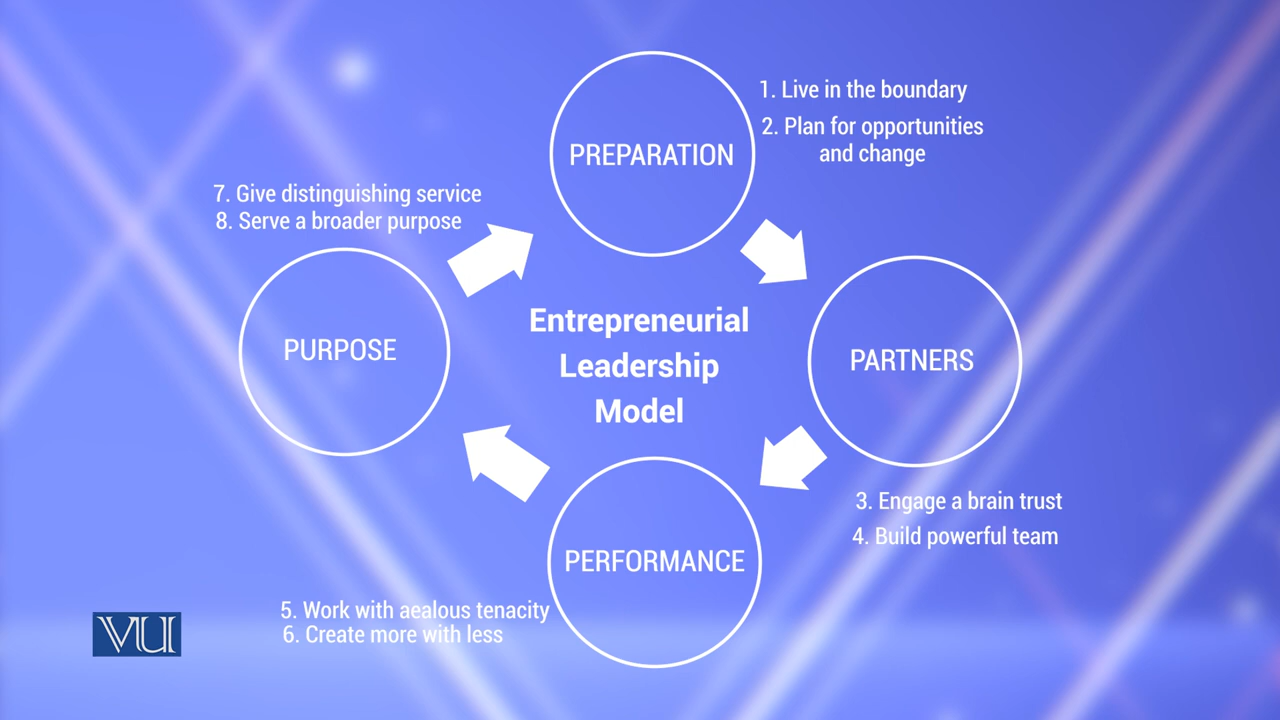 PREPARATION
1. Live in the boundary
2. Plan for opportunities
and change
7. Give distinguishing service
8. Serve a broader purpose
PURPOSE
Entrepreneurial
Leadership
Model
PARTNERS
3. Engage a brain trust
4. Build powerful team
PERFORMANCE
5. Work with aealous tenacity
6. Create more with less
VU